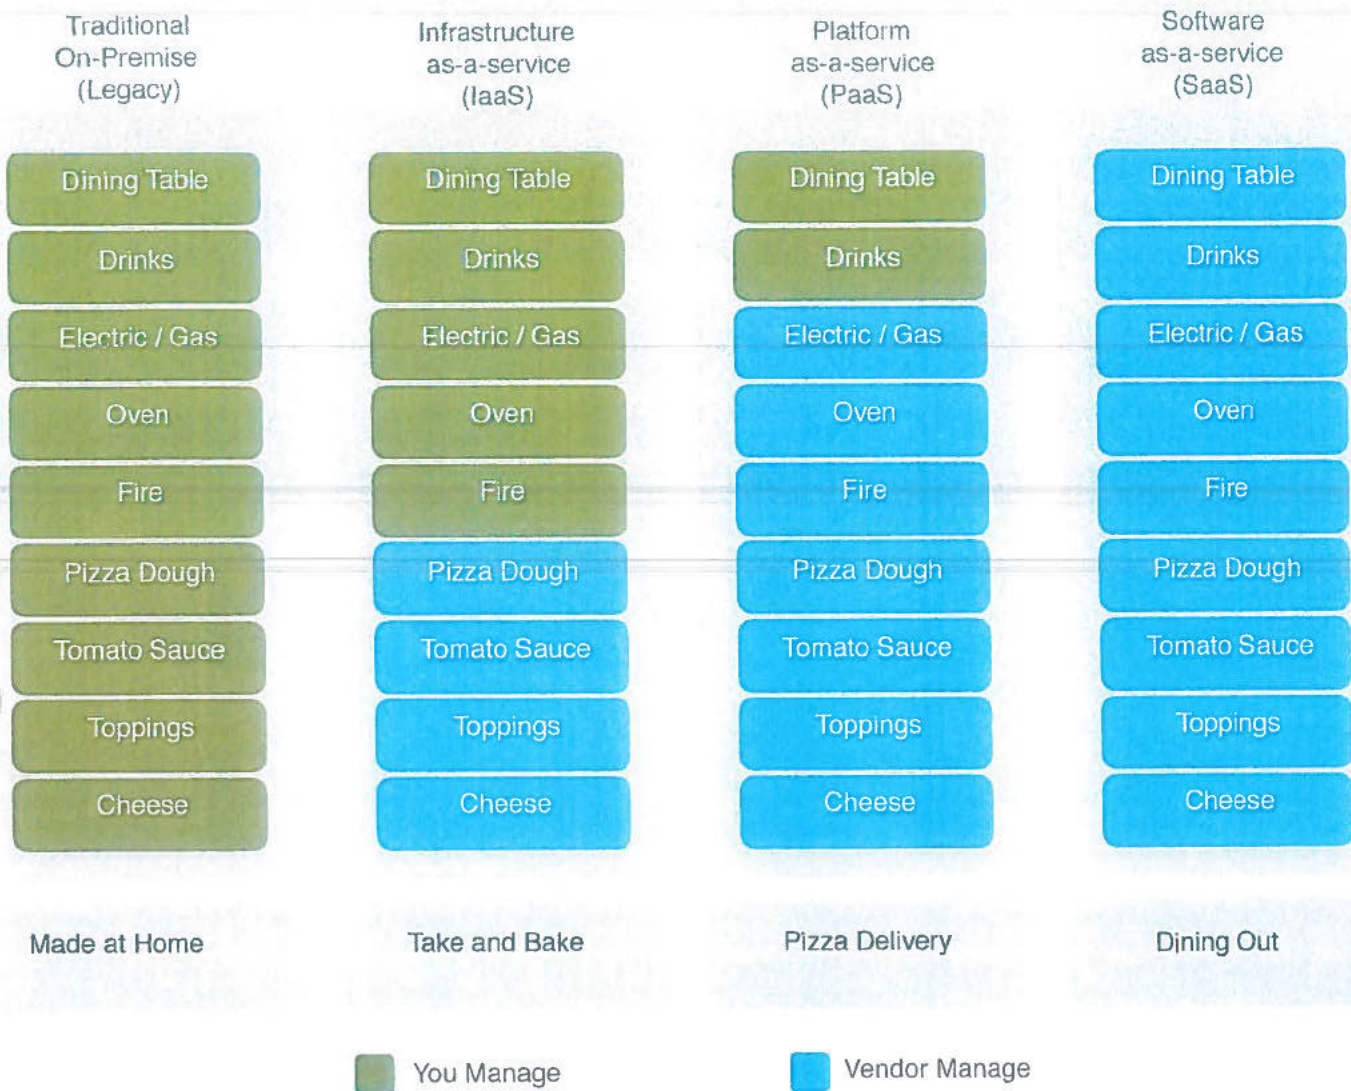 Traditional
On-Premise
(Legacy)
Infrastructure
as-a-service
(IaaS)
Platform
as-a-service
(PaaS)
Software
as-a-service
(SaaS)
Dining Table
Drinks
Electric / Gas
Oven
Fire
Pizza Dough
Tomato Sauce
Toppings
Cheese
Made at Home
Dining Table
Drinks
Electric / Gas
Oven
Fire
Pizza Dough
Tomato Sauce
Toppings
Cheese
Take and Bake
Dining Table
Drinks
Electric / Gas
Oven
Fire
Pizza Dough
Tomato Sauce
Toppings
Cheese
Pizza Delivery
Dining Table
Drinks
Electric / Gas
Oven
Fire
Pizza Dough
Tomato Sauce
Toppings
Cheese
Dining Out
You Manage
Vendor Manage